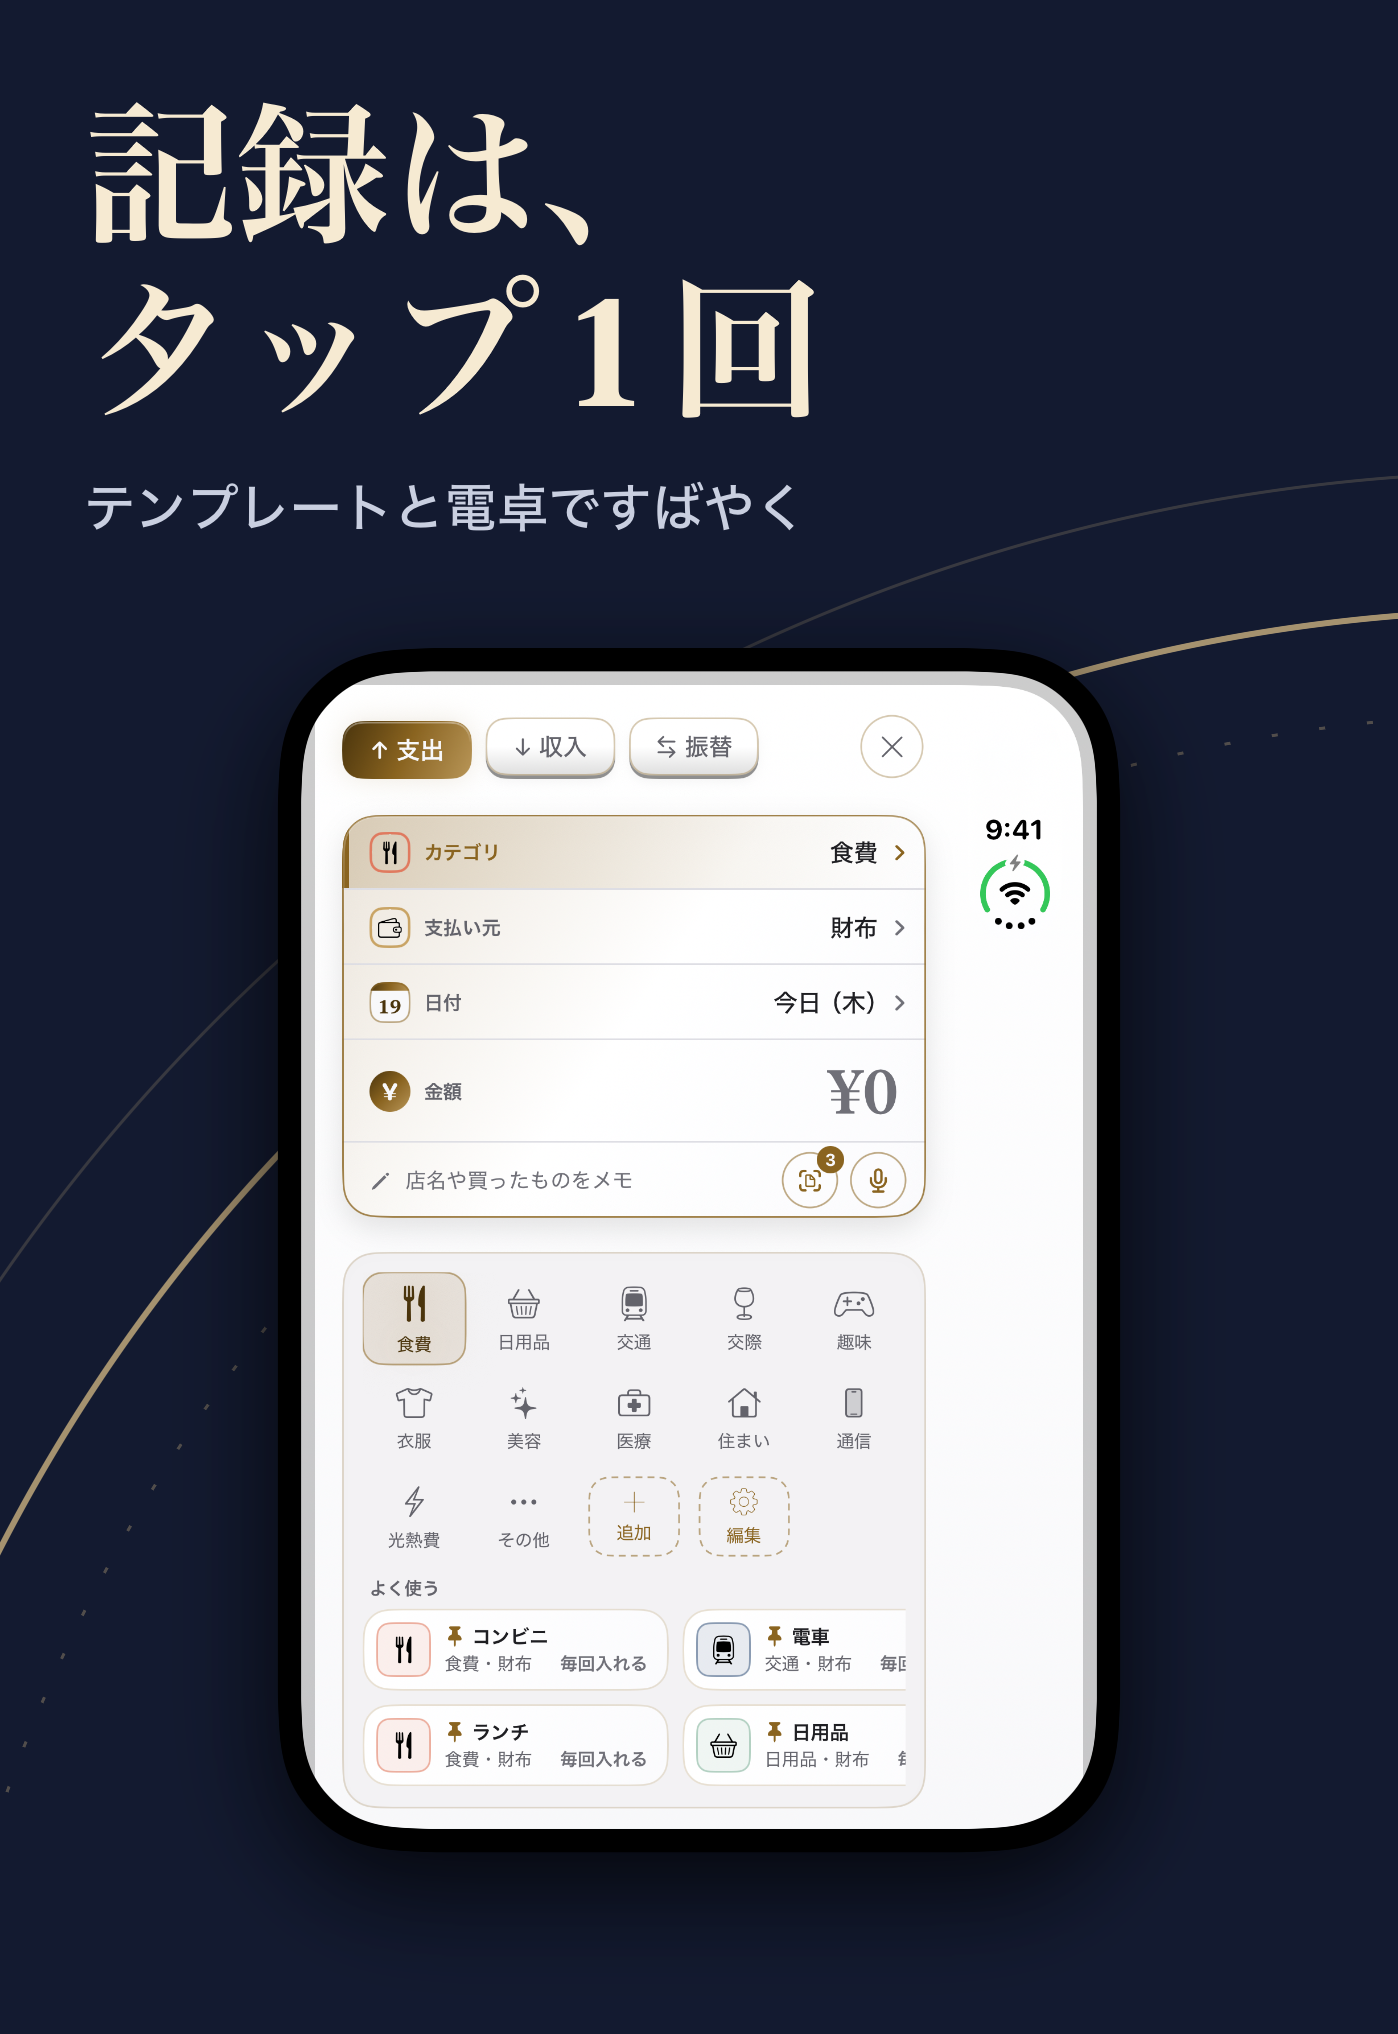 記録は、
タップ1回
テンプレートと電卓ですばやく
支出 収入 振替
9:41
カテゴリ 食費
支払い元 財布
19 日付 今日（木）
¥ 金額 ¥0
店名や買ったものをメモ 3
食費 日用品 交通 交際 趣味
衣服 美容 医療 住まい 通信
光熱費 その他 追加 編集
よく使う
コンビニ 電車
食費・財布 毎回入れる 交通・財布 毎回
ランチ 日用品
食費・財布 毎回入れる 日用品・財布